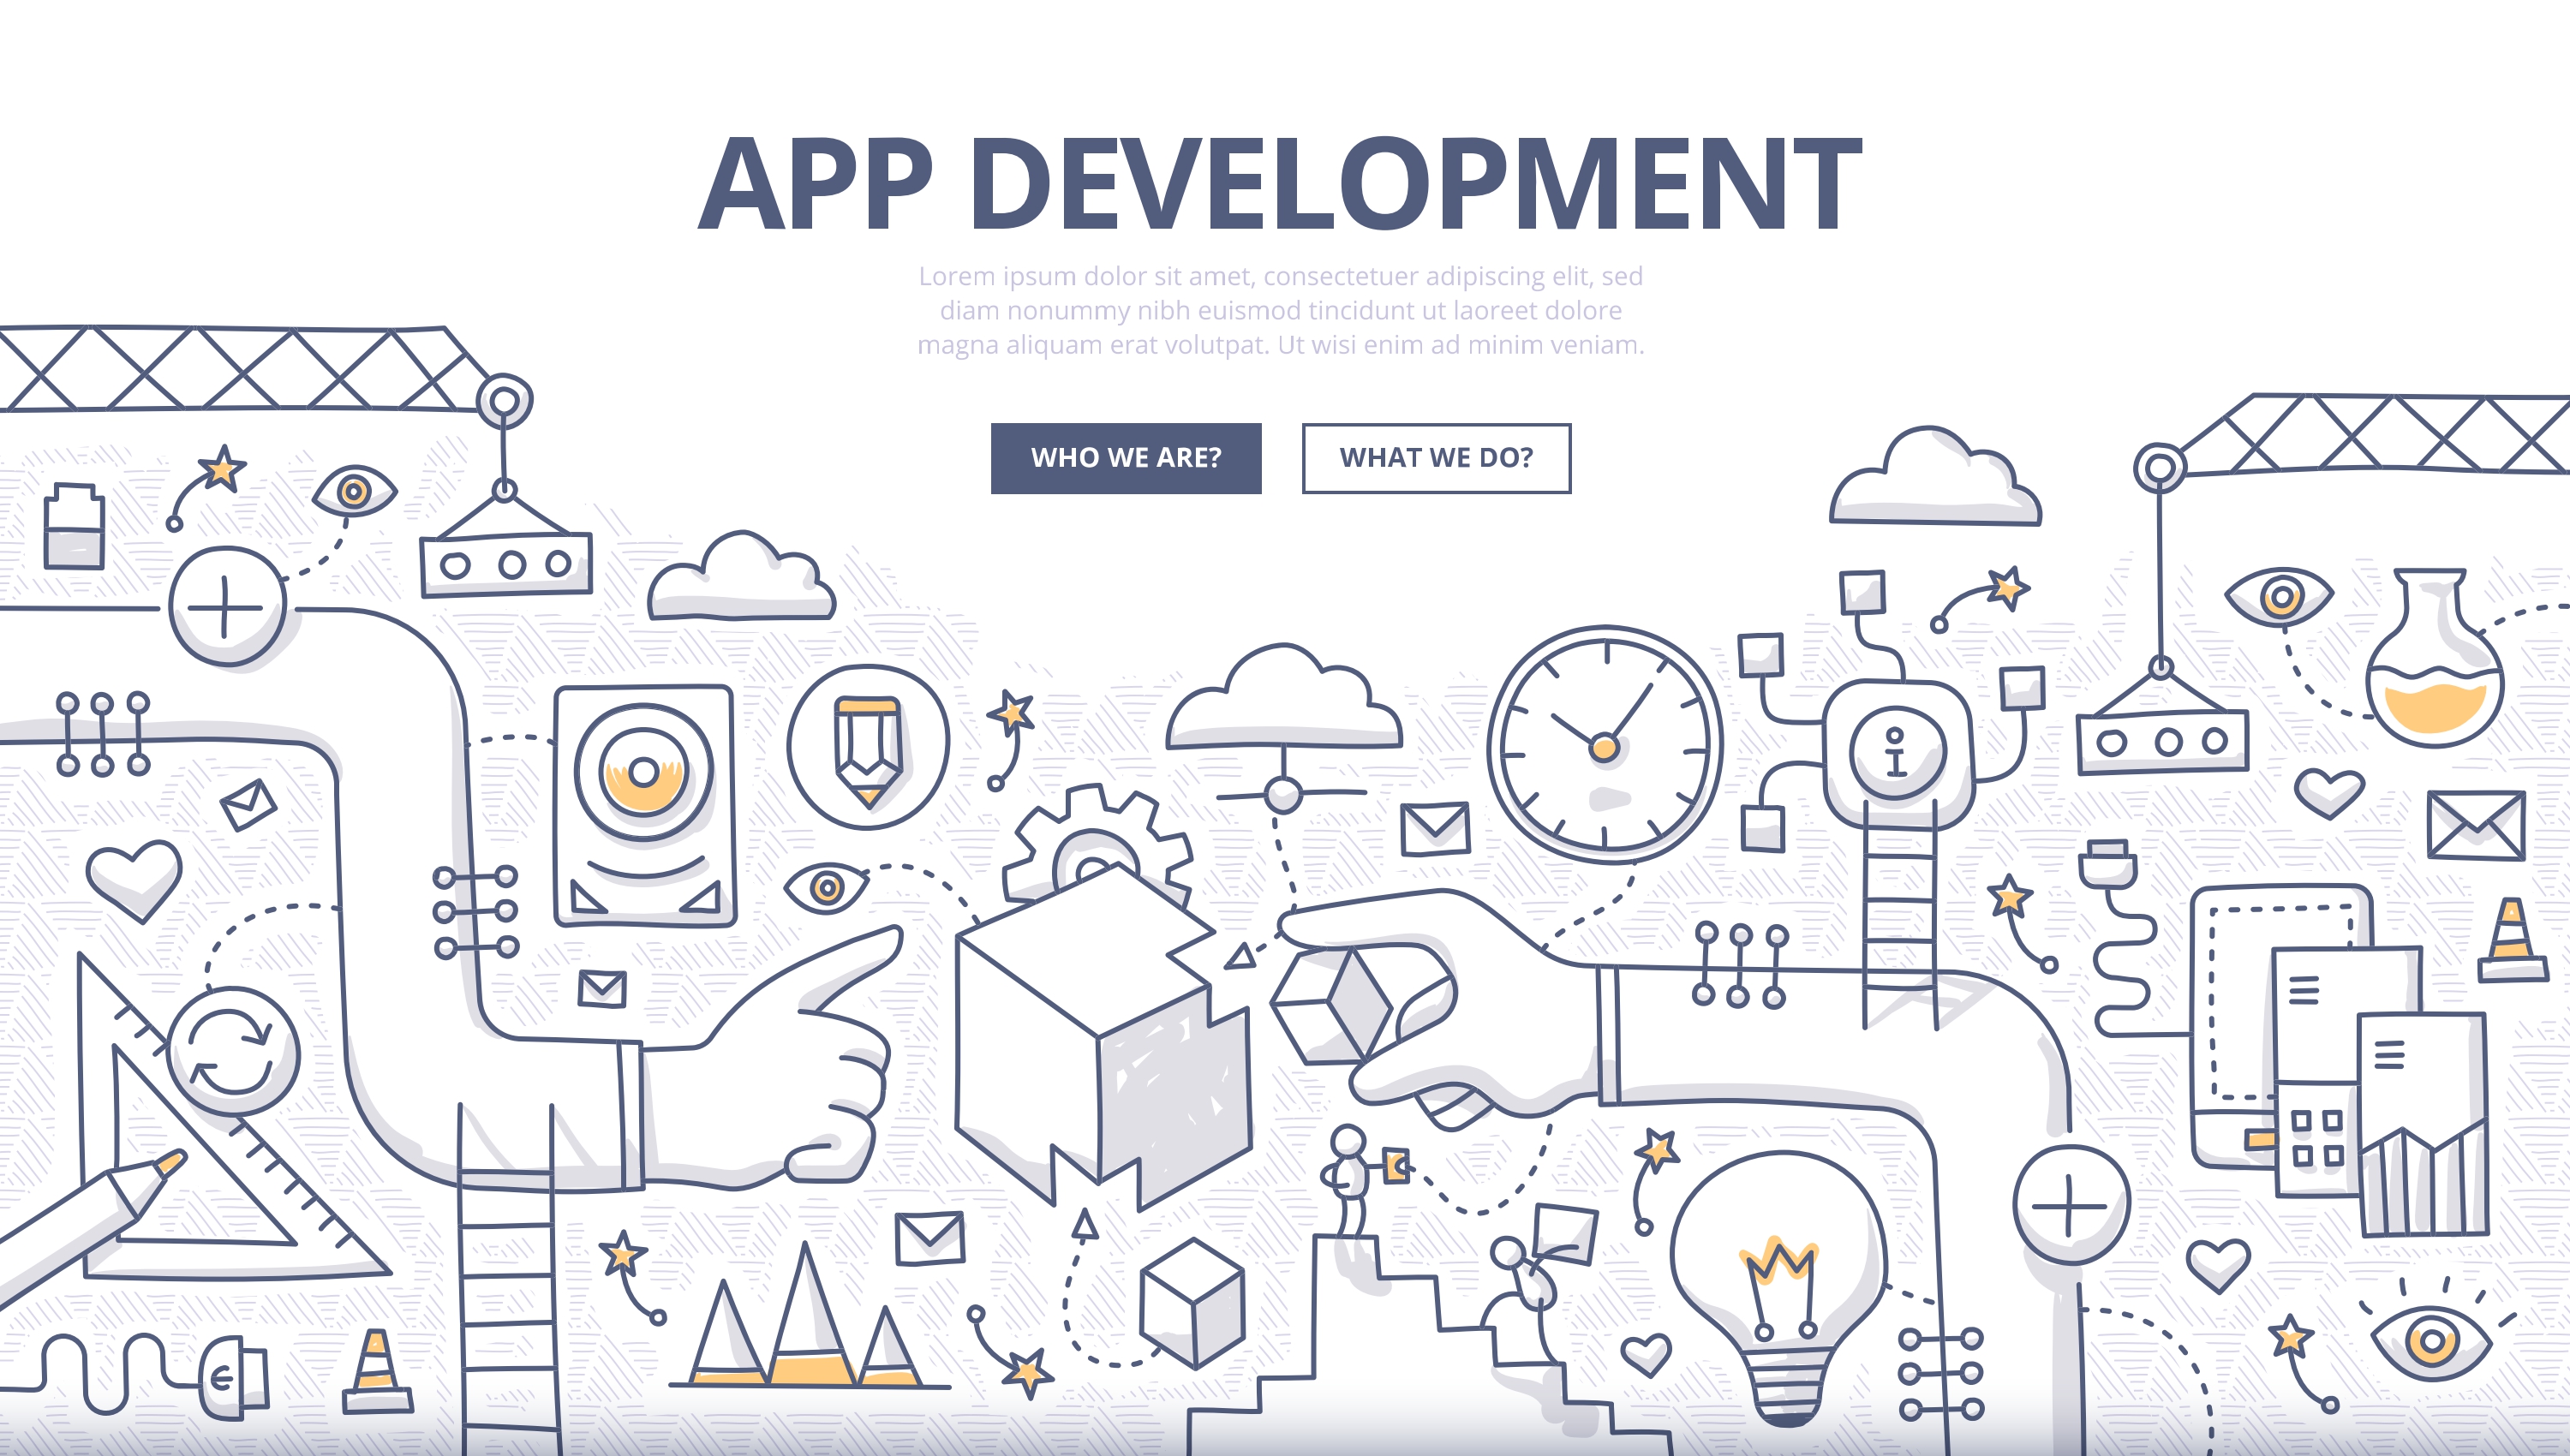 APP DEVELOPMENT
Lorem ipsum dolor sit amet, consectetuer adipiscing elit, sed
diam nonummy nibh euismod tincidunt ut laoreet dolore
magna aliquam erat volutpat. Ut wisi enim ad minim veniam.
WHO WE ARE? WHAT WE DO?
i
€